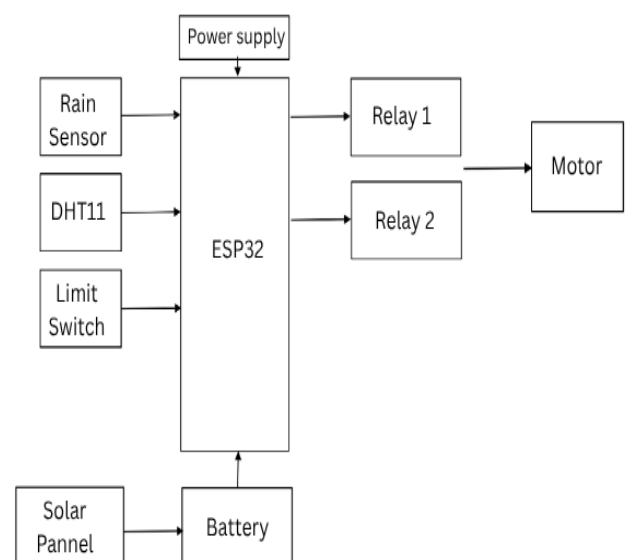 Power supply
Rain
Sensor
DHT11
Limit
Switch
ESP32
Relay 1
Relay 2
Motor
Solar
Pannel
Battery